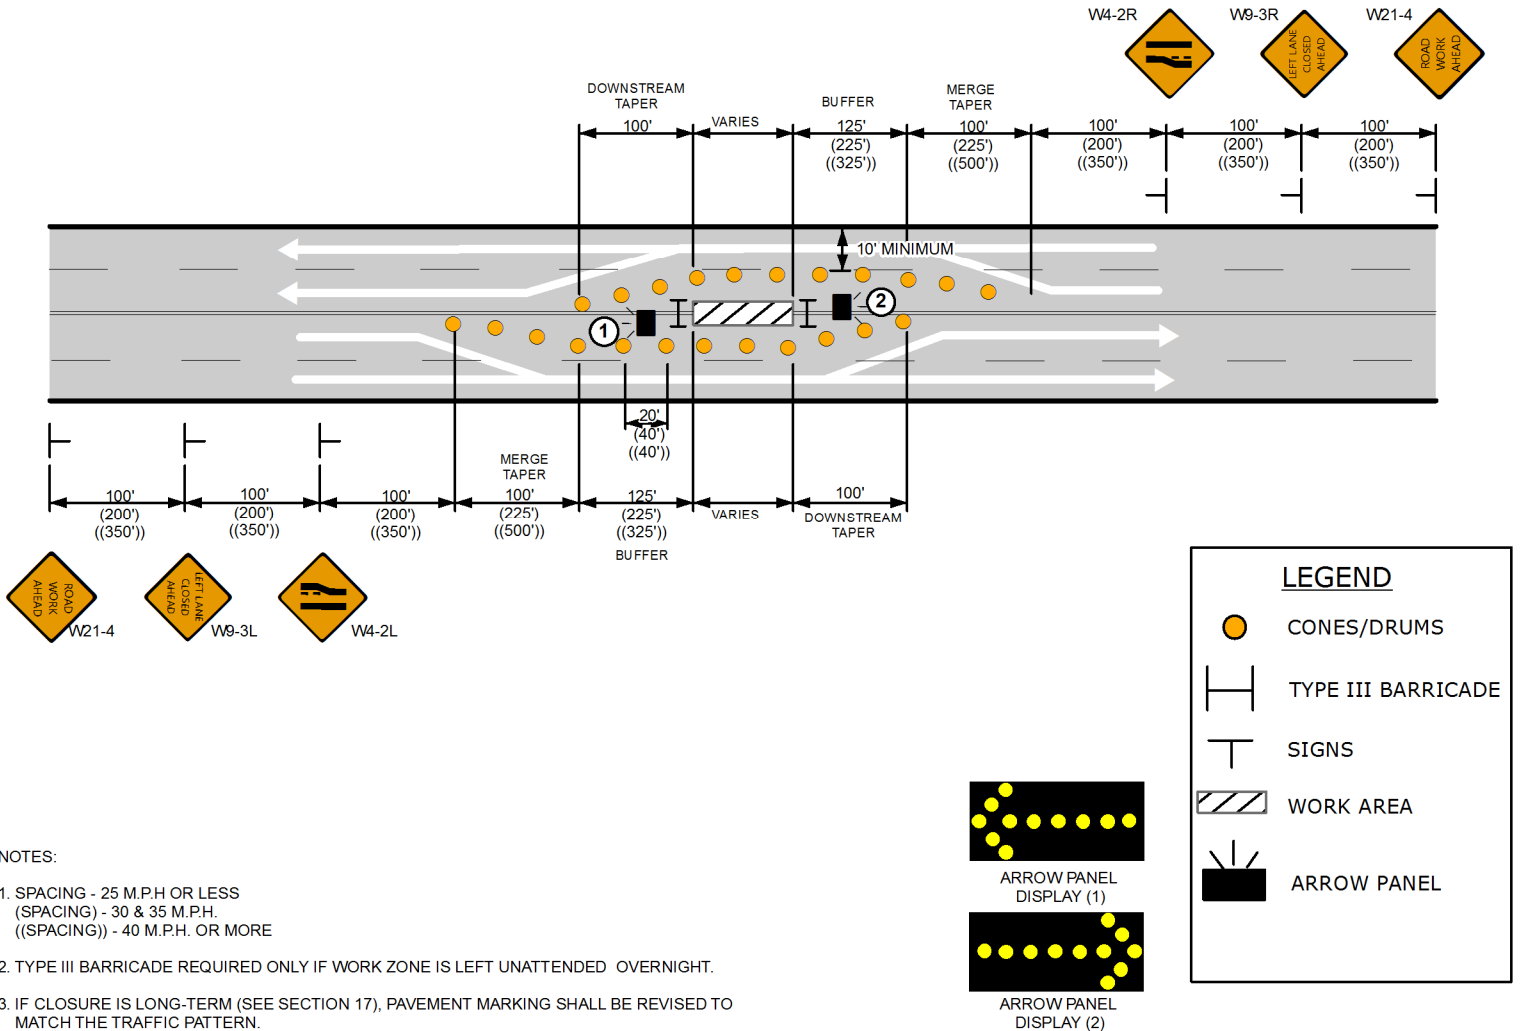 W4-2R
W9-3R
W21-4
LEFT LANE
CLOSED
AHEAD
ROAD
WORK
AHEAD
DOWNSTREAM
TAPER
VARIES
BUFFER
MERGE
TAPER
100'
125'
(225')
((325'))
100'
(225')
((500'))
100'
(200')
((350'))
100'
(200')
((350'))
100'
(200')
((350'))
10' MINIMUM
1
2
20'
(40')
((40'))
MERGE
TAPER
100'
(200')
((350'))
100'
(200')
((350'))
100'
(200')
((350'))
100'
(225')
((500'))
125'
(225')
((325'))
BUFFER
VARIES
100'
DOWNSTREAM
TAPER
ROAD
WORK
AHEAD
W21-4
LEFT LANE
CLOSED
AHEAD
W9-3L
W4-2L
LEGEND
CONES/DRUMS
TYPE III BARRICADE
SIGNS
WORK AREA
ARROW PANEL
ARROW PANEL
DISPLAY (1)
ARROW PANEL
DISPLAY (2)
NOTES:
1. SPACING - 25 M.P.H OR LESS
(SPACING) - 30 & 35 M.P.H.
((SPACING)) - 40 M.P.H. OR MORE
2. TYPE III BARRICADE REQUIRED ONLY IF WORK ZONE IS LEFT UNATTENDED OVERNIGHT.
3. IF CLOSURE IS LONG-TERM (SEE SECTION 17), PAVEMENT MARKING SHALL BE REVISED TO
MATCH THE TRAFFIC PATTERN.